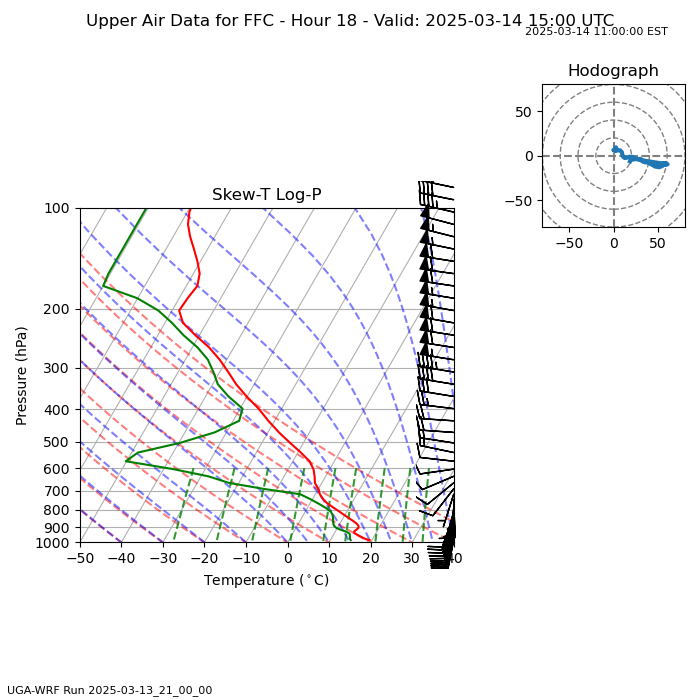 Upper Air Data for FFC - Hour 18 - Valid: 2025-03-14 15:00 UTC
2025-03-14 11:00:00 EST
Hodograph
50
0
−50
−50 0 50
Skew-T Log-P
100
200
300
400
500
600
700
800
900
1000
Pressure (hPa)
−50 −40 −30 −20 −10 0 10 20 30 40
Temperature (°C)
UGA-WRF Run 2025-03-13_21_00_00